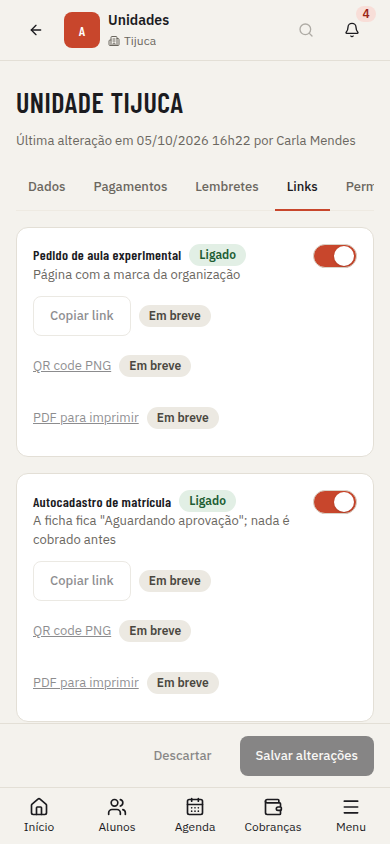 A
Unidades
Tijuca
4
UNIDADE TIJUCA
Última alteração em 05/10/2026 16h22 por Carla Mendes
Dados Pagamentos Lembretes Links Perm
Pedido de aula experimental Ligado
Página com a marca da organização
Copiar link Em breve
QR code PNG Em breve
PDF para imprimir Em breve
Autocadastro de matrícula Ligado
A ficha fica "Aguardando aprovação"; nada é
cobrado antes
Copiar link Em breve
QR code PNG Em breve
PDF para imprimir Em breve
Descartar Salvar alterações
Início Alunos Agenda Cobranças Menu